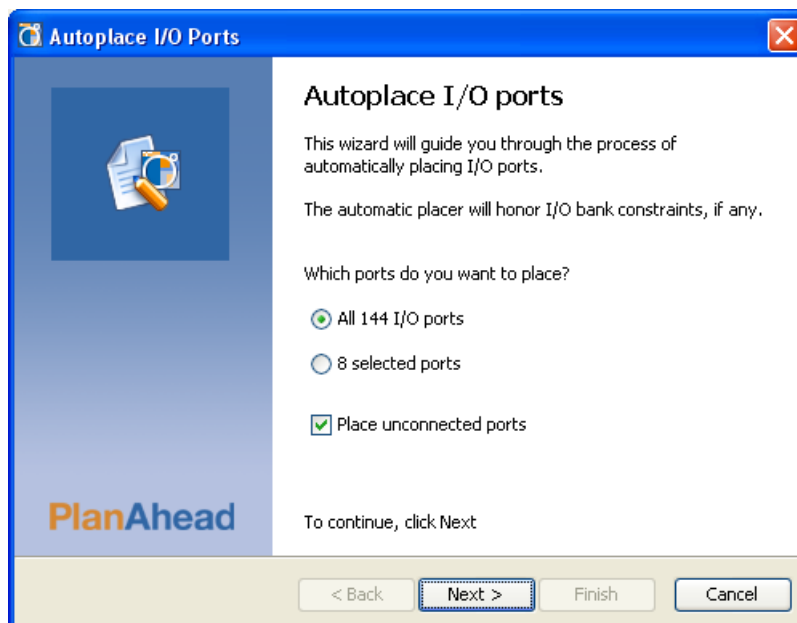 Autoplace I/O Ports
Autoplace I/O ports
This wizard will guide you through the process of
automatically placing I/O ports.
The automatic placer will honor I/O bank constraints, if any.
Which ports do you want to place?
All 144 I/O ports
8 selected ports
Place unconnected ports
PlanAhead
To continue, click Next
< Back
Next >
Finish
Cancel